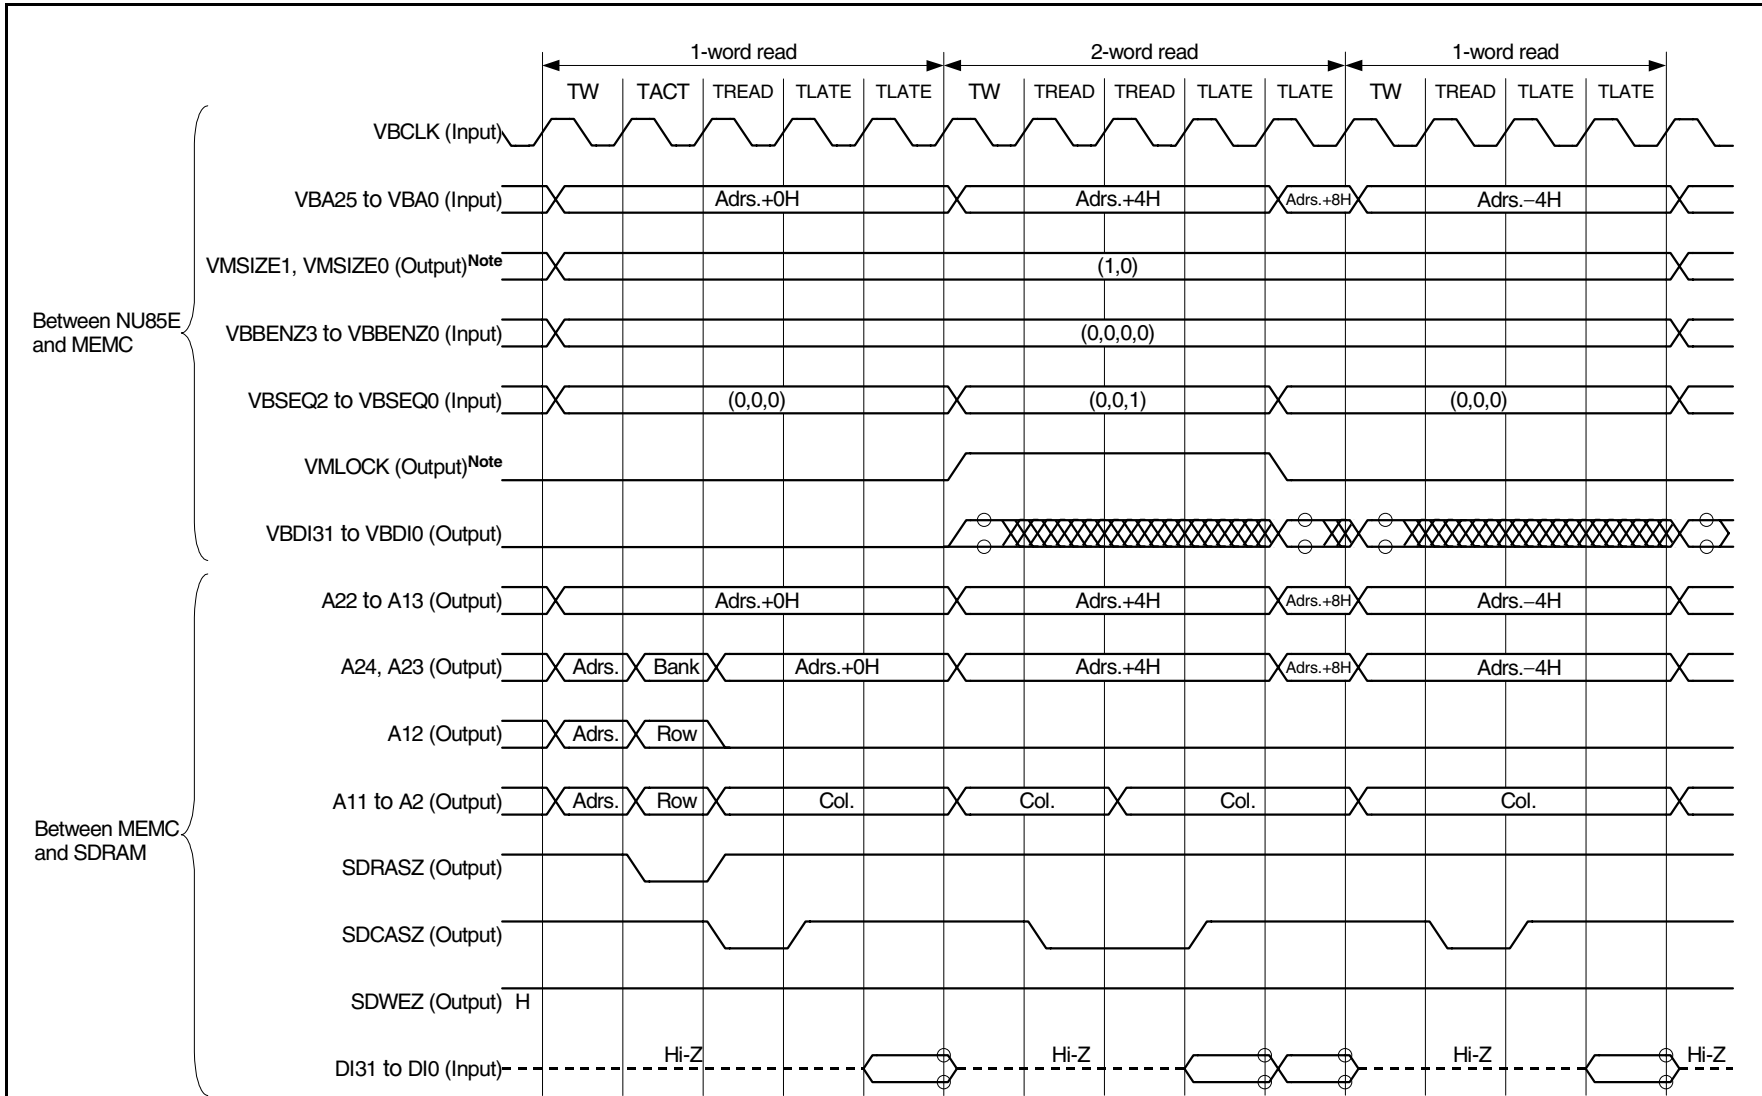 1-word read 2-word read 1-word read
TW TACT TREAD TLATE TLATE TW TREAD TREAD TLATE TLATE TW TREAD TLATE TLATE
VBCLK (Input)
VBA25 to VBA0 (Input) Adrs.+0H Adrs.+4H Adrs.+8H Adrs.−4H
VMSIZE1, VMSIZE0 (Output)Note (1,0)
Between NU85E
and MEMC
VBBENZ3 to VBBENZ0 (Input) (0,0,0,0)
VBSEQ2 to VBSEQ0 (Input) (0,0,0) (0,0,1) (0,0,0)
VMLOCK (Output)Note
VBDI31 to VBDI0 (Output)
A22 to A13 (Output) Adrs.+0H Adrs.+4H Adrs.+8H Adrs.−4H
A24, A23 (Output) Adrs. Bank Adrs.+0H Adrs.+4H Adrs.+8H Adrs.−4H
A12 (Output) Adrs. Row
A11 to A2 (Output) Adrs. Row Col. Col. Col. Col.
Between MEMC
and SDRAM
SDRASZ (Output)
SDCASZ (Output)
SDWEZ (Output) H
DI31 to DI0 (Input) Hi-Z Hi-Z Hi-Z Hi-Z